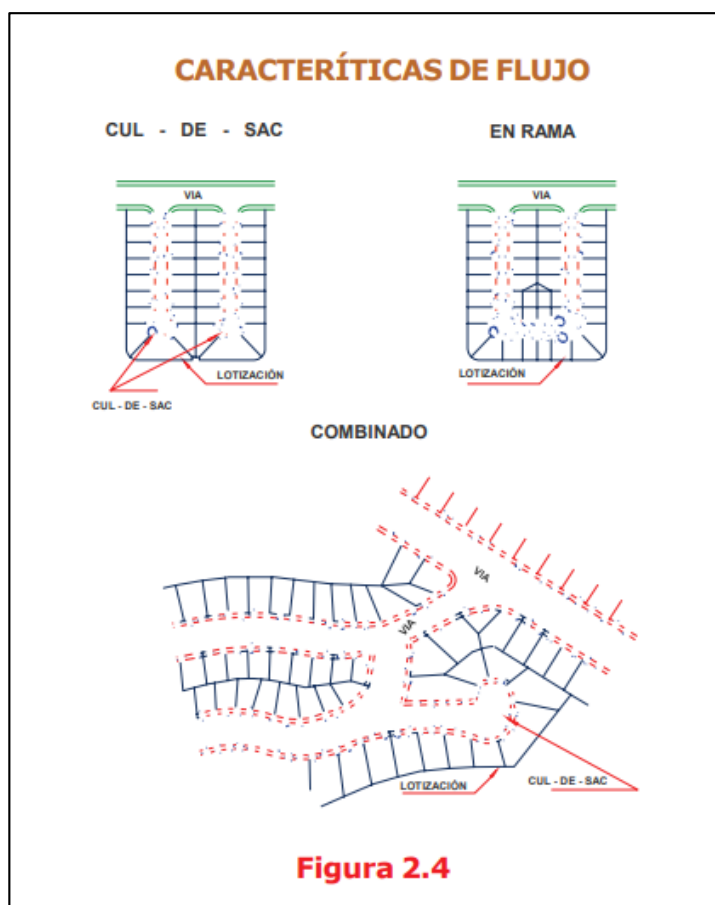 CARACTERÍTICAS DE FLUJO
CUL - DE - SAC
EN RAMA
VIA
VIA
LOTIZACIÓN
CUL - DE - SAC
LOTIZACIÓN
COMBINADO
VIA
VIA
LOTIZACIÓN
CUL - DE - SAC
Figura 2.4